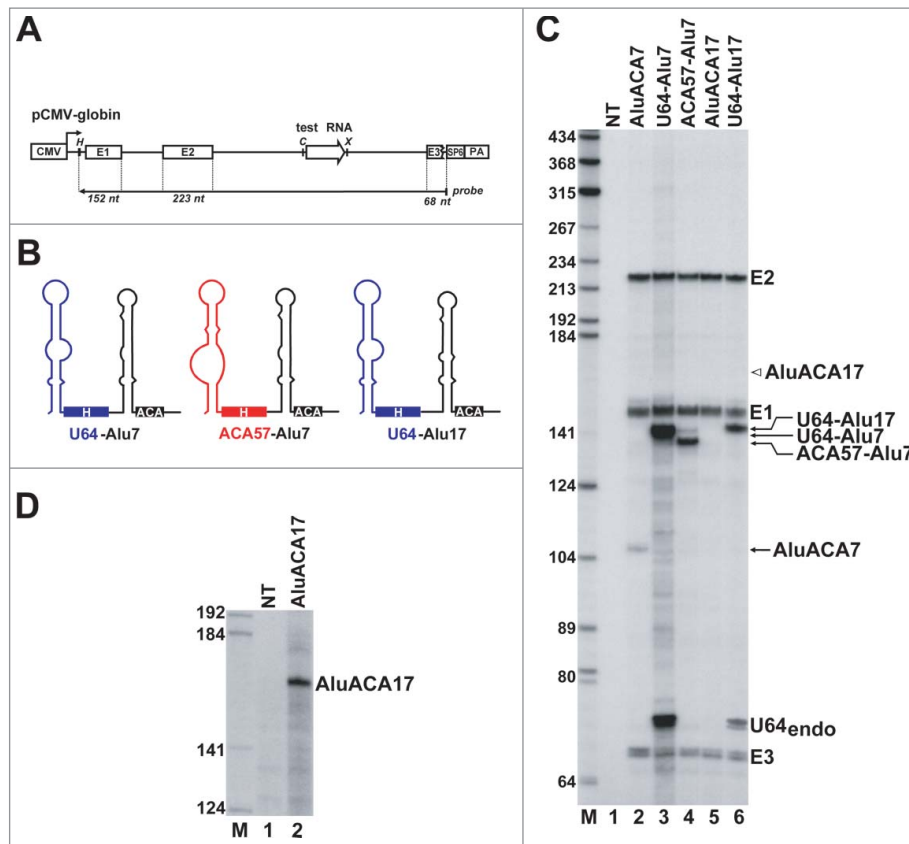 A
pCMV-globin
CMV H E1 E2 test RNA C X E3 SP6 PA
152 nt 223 nt 68 nt probe
B
H ACA H ACA H ACA
U64-Alu7 ACA57-Alu7 U64-Alu17
C
NT AluACA7 U64-Alu7 ACA57-Alu7 AluACA17 U64-Alu17
434
368
315
267
234
E2
213
192
184
AluACA17
E1
U64-Alu17
141
U64-Alu7
ACA57-Alu7
124
AluACA7
104
89
80
U64endo
E3
64
M 1 2 3 4 5 6
D
NT AluACA17
192
184
AluACA17
141
124
M 1 2